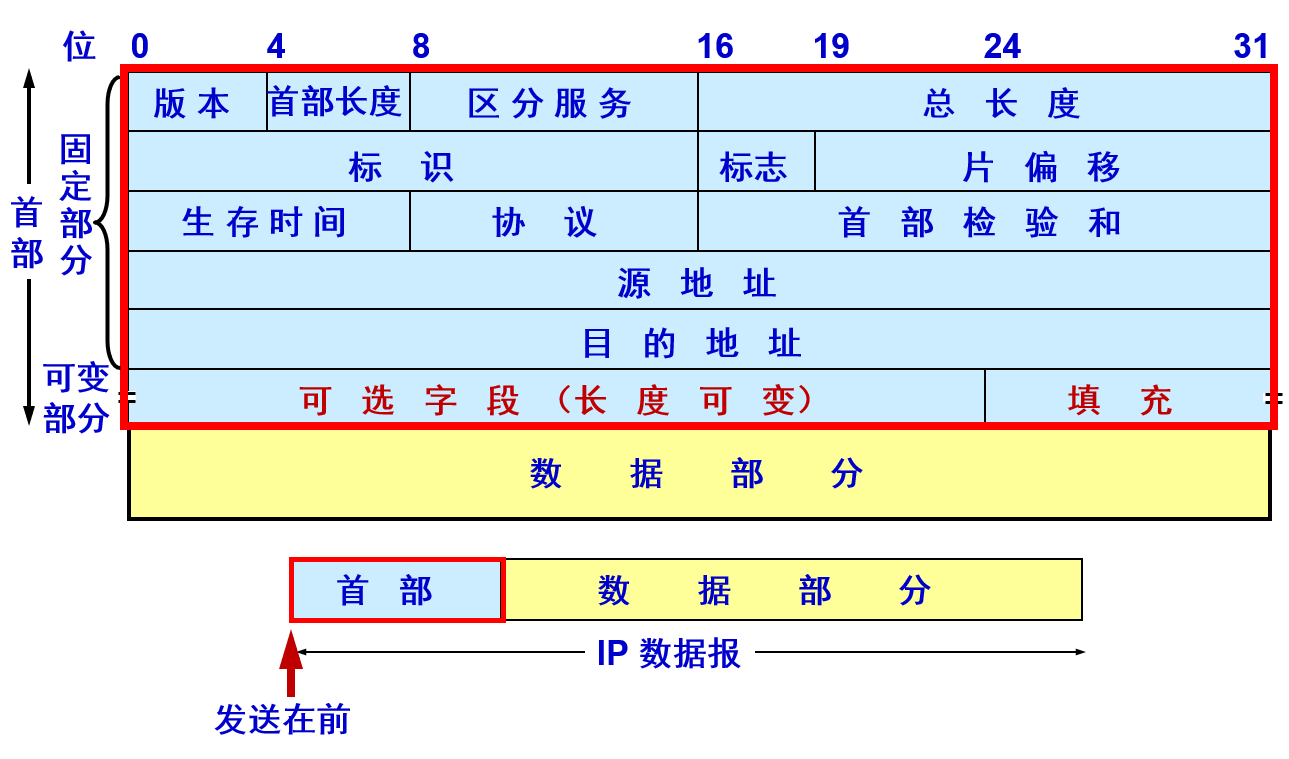 位 0 4 8 16 19 24 31
版本 首部长度 区分服务 总长度
标识 标志 片偏移
生存时间 协议 首部检验和
源地址
目的地址
可选字段（长度可变） 填充
数据部分
首部
固定部分
可变
部分
首部 数据部分
IP 数据报
发送在前